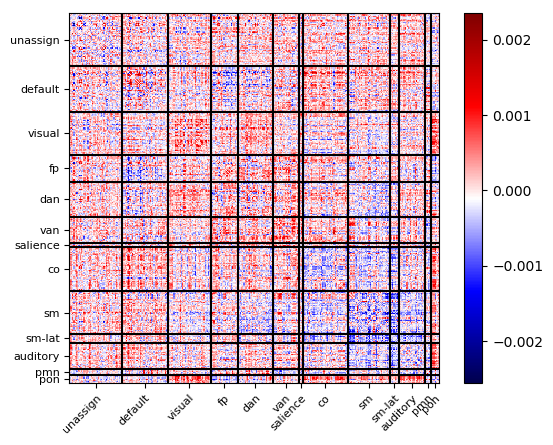 unassign
default
visual
fp
dan
van
salience
co
sm
sm-lat
auditory
pmn
pon
unassign
default
visual
fp
dan
van
salience
co
sm
sm-lat
auditory
pmn
pon
0.002
0.001
0.000
−0.001
−0.002